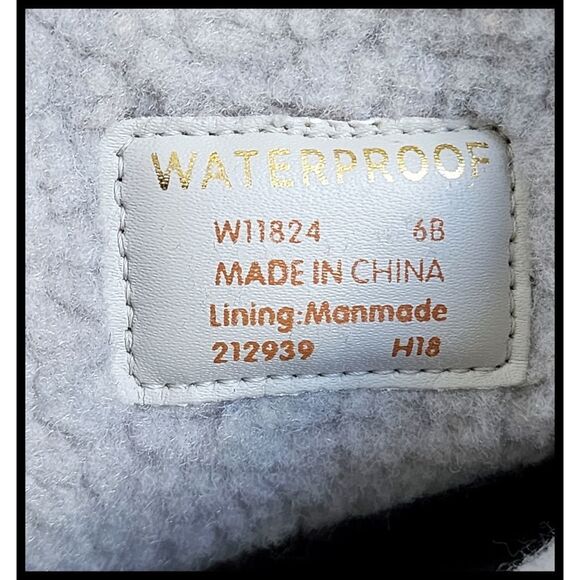 WATERPROOF
W11824 6B
MADE IN CHINA
Lining:Manmade
212939 H18